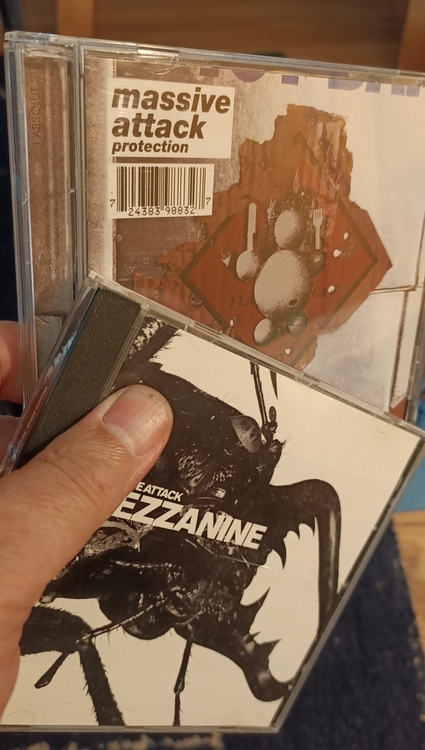 massive
attack
protection
7 24383 98832 7
E ATTACK
EZZANINE